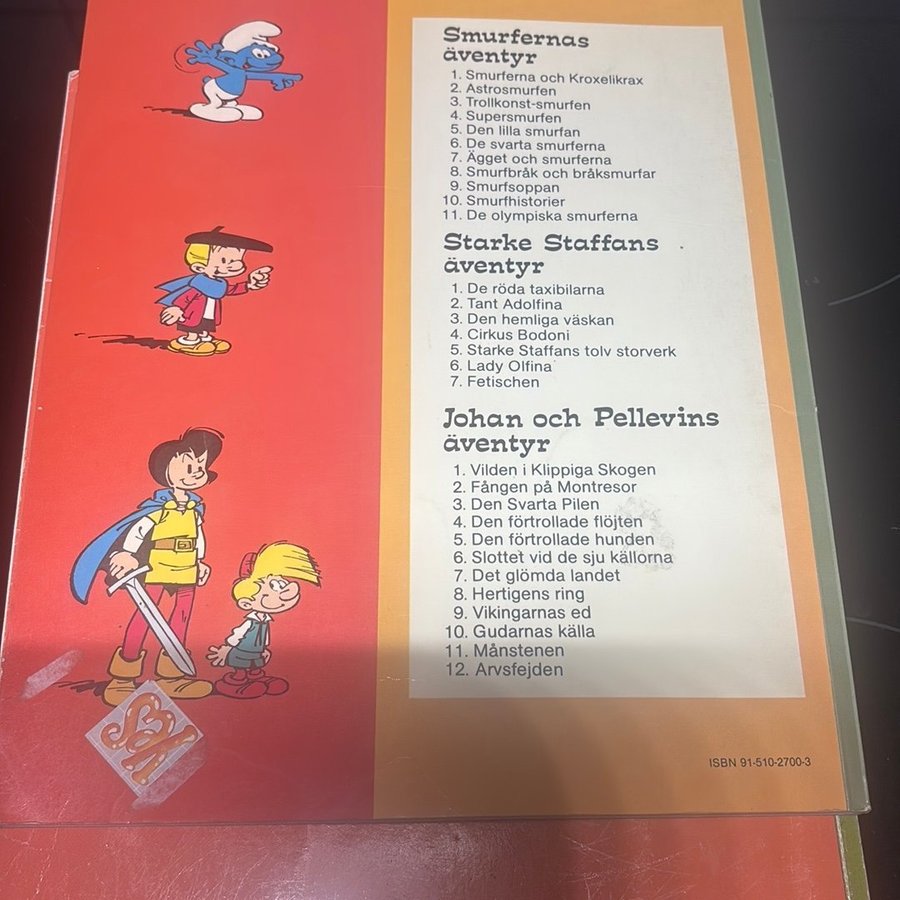 Smurfernas
äventyr
1. Smurferna och Kroxelikrax
2. Astrosmurfen
3. Trollkonst-smurfen
4. Supersmurfen
5. Den lilla smurfan
6. De svarta smurferna
7. Ägget och smurferna
8. Smurfbråk och bråksmurfar
9. Smurfsoppan
10. Smurfhistorier
11. De olympiska smurferna
Starke Staffans
äventyr
1. De röda taxibilarna
2. Tant Adolfina
3. Den hemliga väskan
4. Cirkus Bodoni
5. Starke Staffans tolv storverk
6. Lady Olfina
7. Fetischen
Johan och Pellevins
äventyr
1. Vilden i Klippiga Skogen
2. Fången på Montresor
3. Den Svarta Pilen
4. Den förtrollade flöjten
5. Den förtrollade hunden
6. Slottet vid de sju källorna
7. Det glömda landet
8. Hertigens ring
9. Vikingarnas ed
10. Gudarnas källa
11. Månstenen
12. Arvsfejden
ISBN 91-510-2700-3